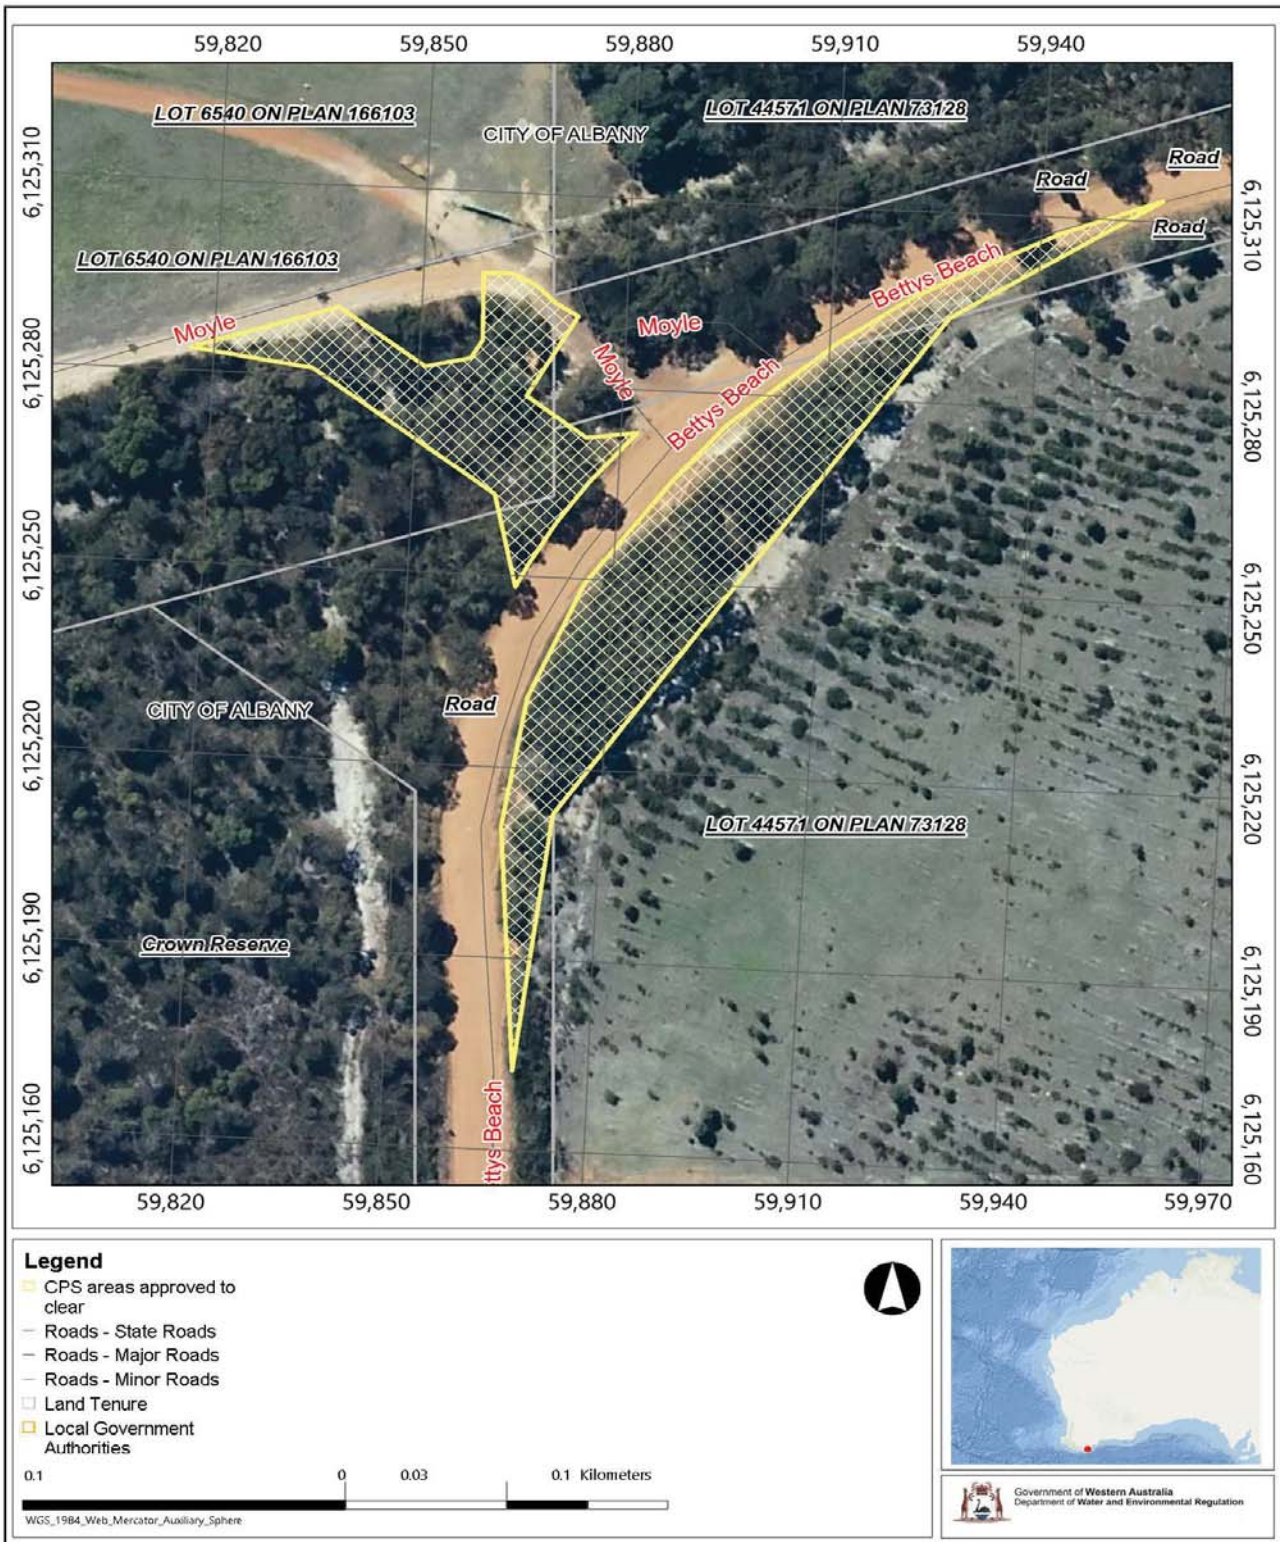 59,820 59,850 59,880 59,910 59,940
6,125,310
6,125,280
6,125,250
6,125,220
6,125,190
6,125,160
LOT 6540 ON PLAN 166103
LOT 44571 ON PLAN 73128
CITY OF ALBANY
Road
Road
Road
LOT 6540 ON PLAN 166103
Bettys Beach
Moyle
Moyle
Moyle
Bettys Beach
Road
CITY OF ALBANY
LOT 44571 ON PLAN 73128
Crown Reserve
ttys Beach
6,125,310
6,125,280
6,125,250
6,125,220
6,125,190
6,125,160
59,820 59,850 59,880 59,910 59,940 59,970
Legend
CPS areas approved to
clear
Roads - State Roads
Roads - Major Roads
Roads - Minor Roads
Land Tenure
Local Government
Authorities
0.1 0 0.03 0.1 Kilometers
WGS_1984_Web_Mercator_Auxiliary_Sphere
Government of Western Australia
Department of Water and Environmental Regulation